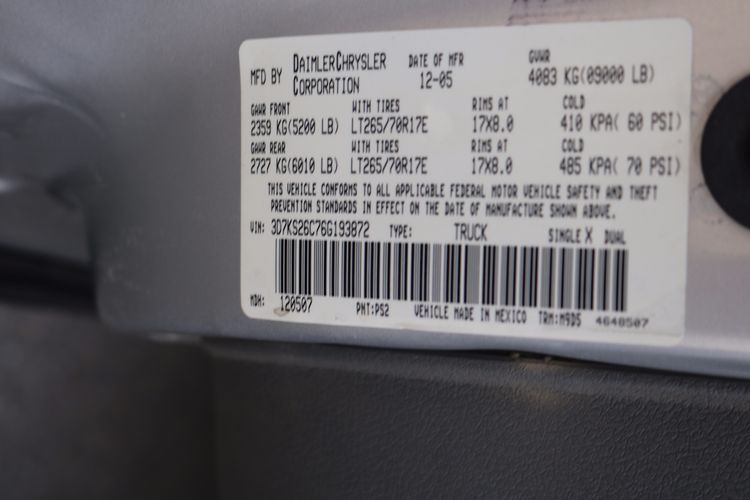 MFD BY DAIMLERCHRYSLER CORPORATION DATE OF MFR 12-05 GVWR 4083 KG(09000 LB)
GAWR FRONT WITH TIRES RIMS AT COLD
2359 KG(5200 LB) LT265/70R17E 17X8.0 410 KPA( 60 PSI)
GAWR REAR WITH TIRES RIMS AT COLD
2727 KG(6010 LB) LT265/70R17E 17X8.0 485 KPA( 70 PSI)
THIS VEHICLE CONFORMS TO ALL APPLICABLE FEDERAL MOTOR VEHICLE SAFETY AND THEFT
PREVENTION STANDARDS IN EFFECT ON THE DATE OF MANUFACTURE SHOWN ABOVE.
VIN: 3D7KS26C76G193872 TYPE: TRUCK SINGLE X DUAL
MDH: 120507 PNT:PS2 VEHICLE MADE IN MEXICO TRM:M9D5 4648507